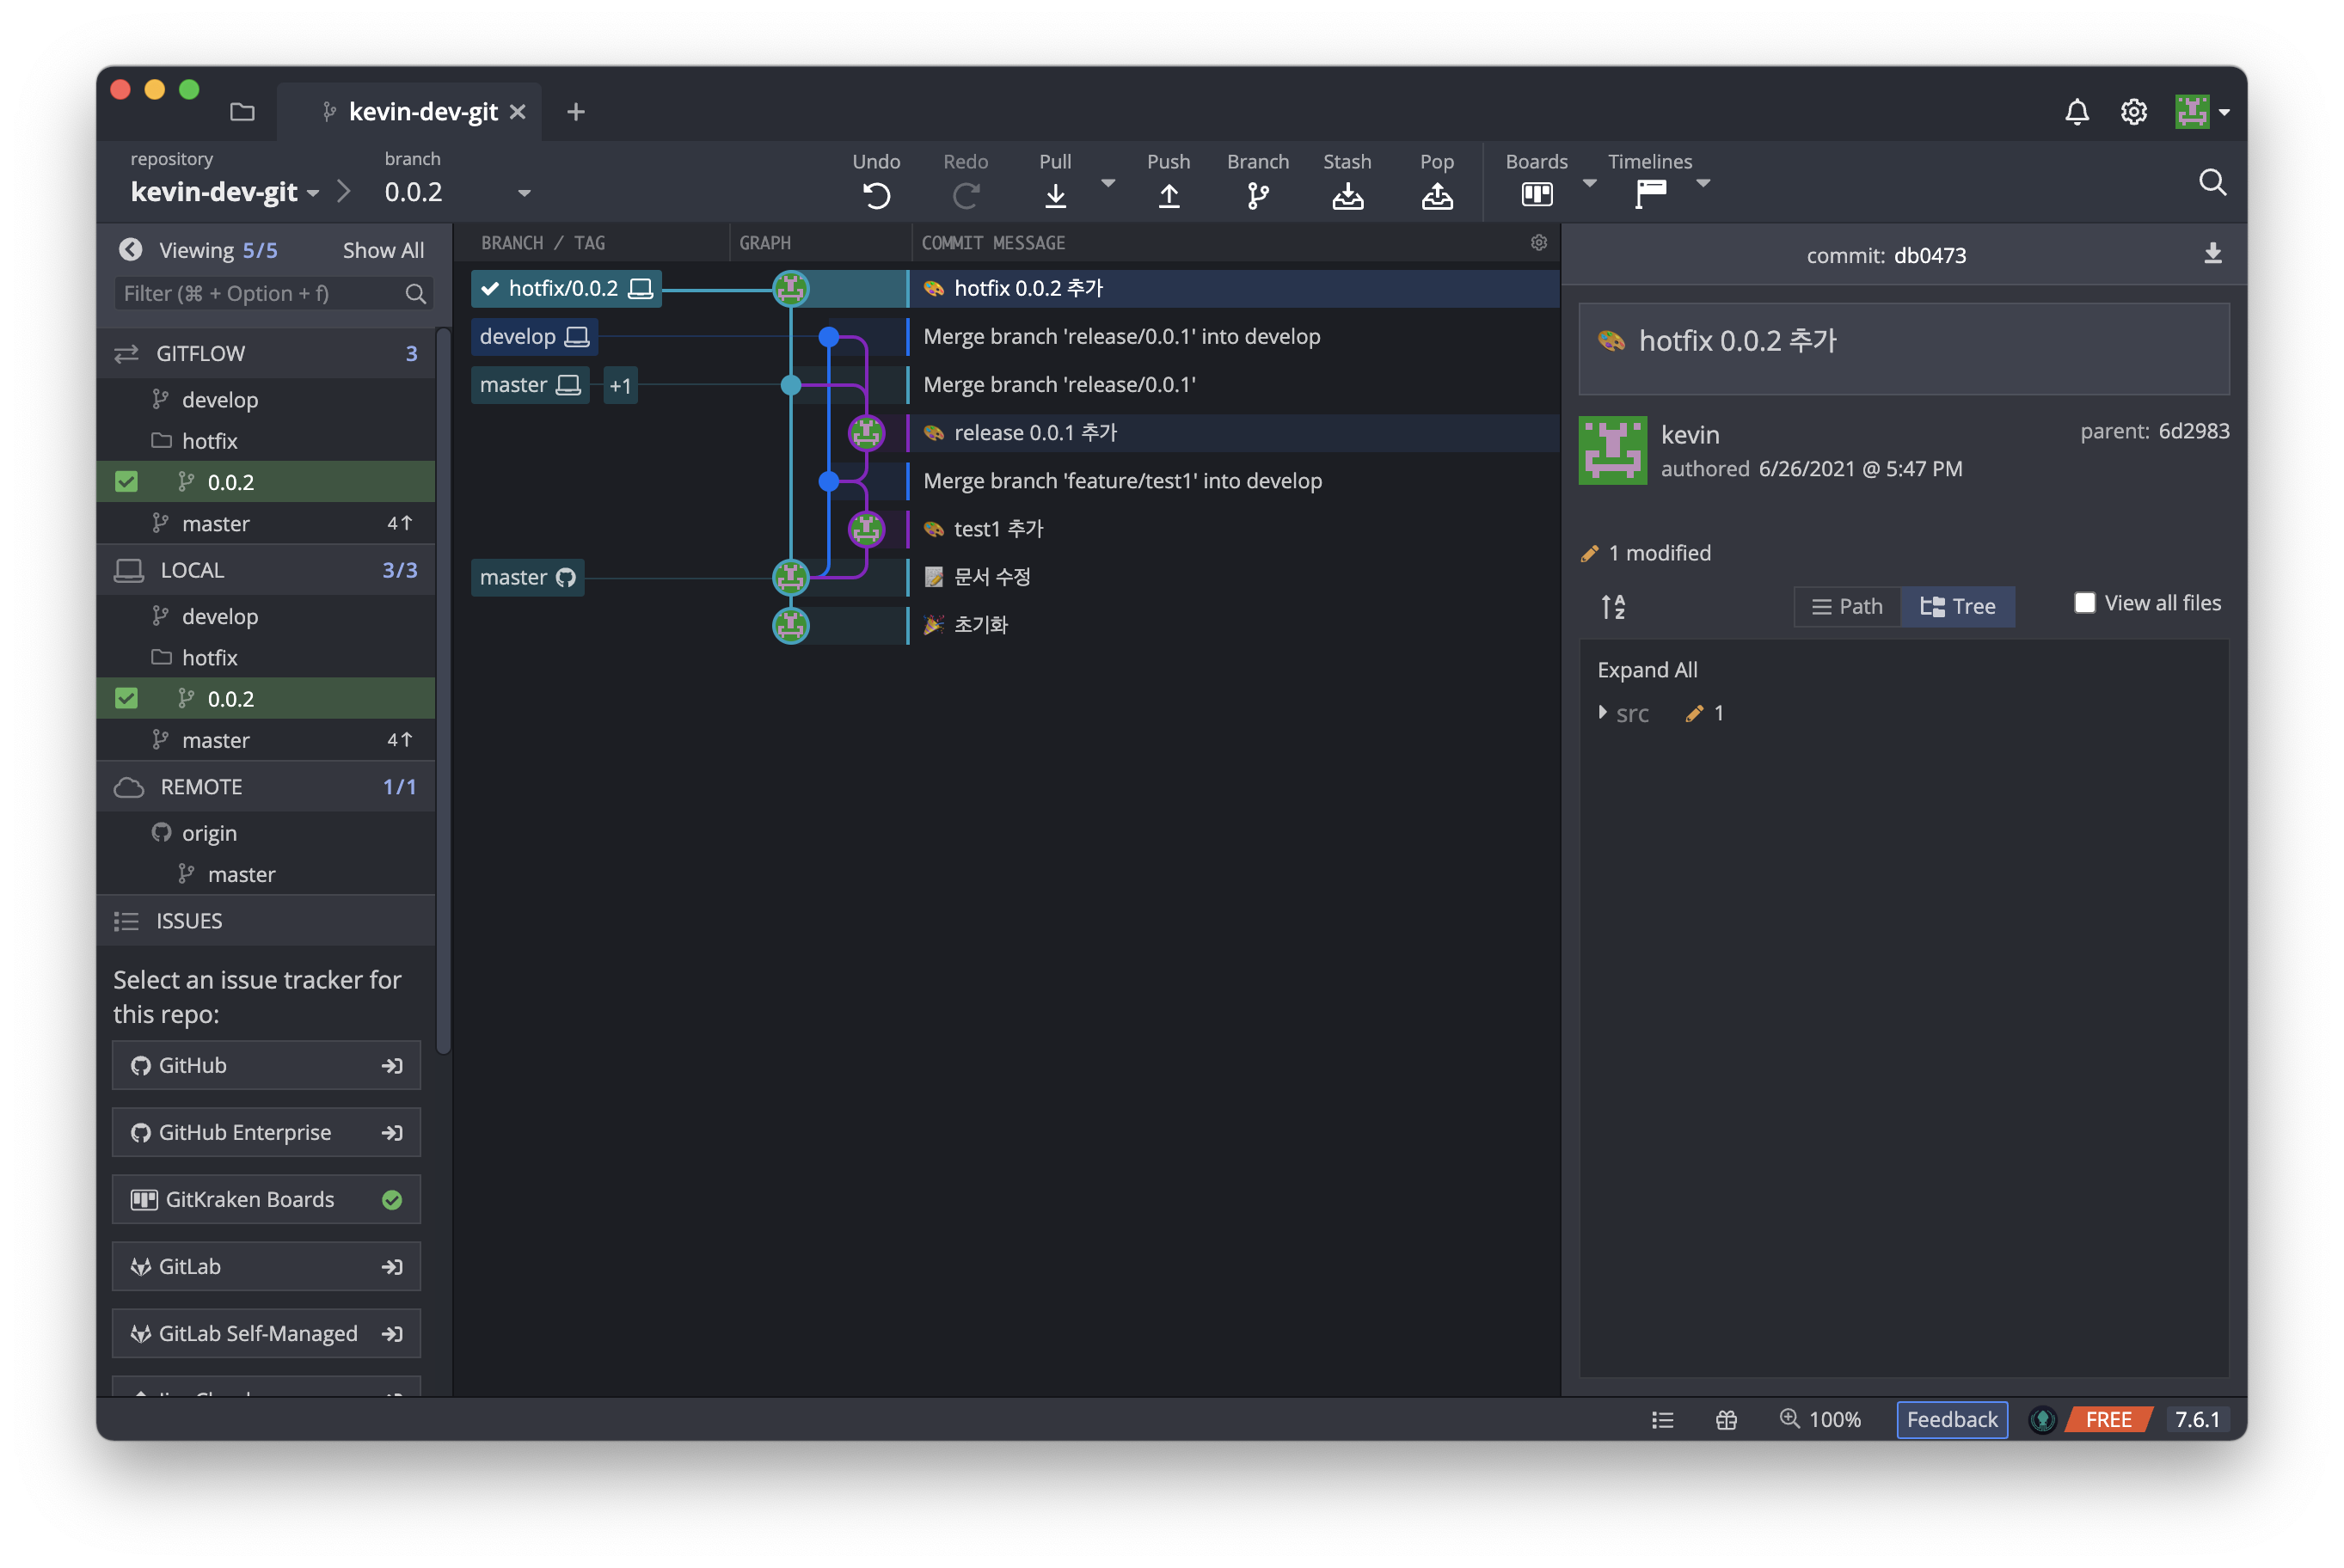 kevin-dev-git
repository
kevin-dev-git
branch
0.0.2
Undo
Redo
Pull
Push
Branch
Stash
Pop
Boards
Timelines
Viewing 5/5
Show All
Filter (⌘ + Option + f)
GITFLOW 3
develop
hotfix
0.0.2
master 4↑
LOCAL 3/3
develop
hotfix
0.0.2
master 4↑
REMOTE 1/1
origin
master
ISSUES
Select an issue tracker for
this repo:
GitHub
GitHub Enterprise
GitKraken Boards
GitLab
GitLab Self-Managed
BRANCH / TAG
GRAPH
COMMIT MESSAGE
hotfix/0.0.2
🎨 hotfix 0.0.2 추가
develop
Merge branch 'release/0.0.1' into develop
master +1
Merge branch 'release/0.0.1'
🎨 release 0.0.1 추가
Merge branch 'feature/test1' into develop
🎨 test1 추가
master
📝 문서 수정
🎉 초기화
commit: db0473
🎨 hotfix 0.0.2 추가
kevin
authored 6/26/2021 @ 5:47 PM
parent: 6d2983
1 modified
Path
Tree
View all files
Expand All
src 1
100%
Feedback
FREE
7.6.1